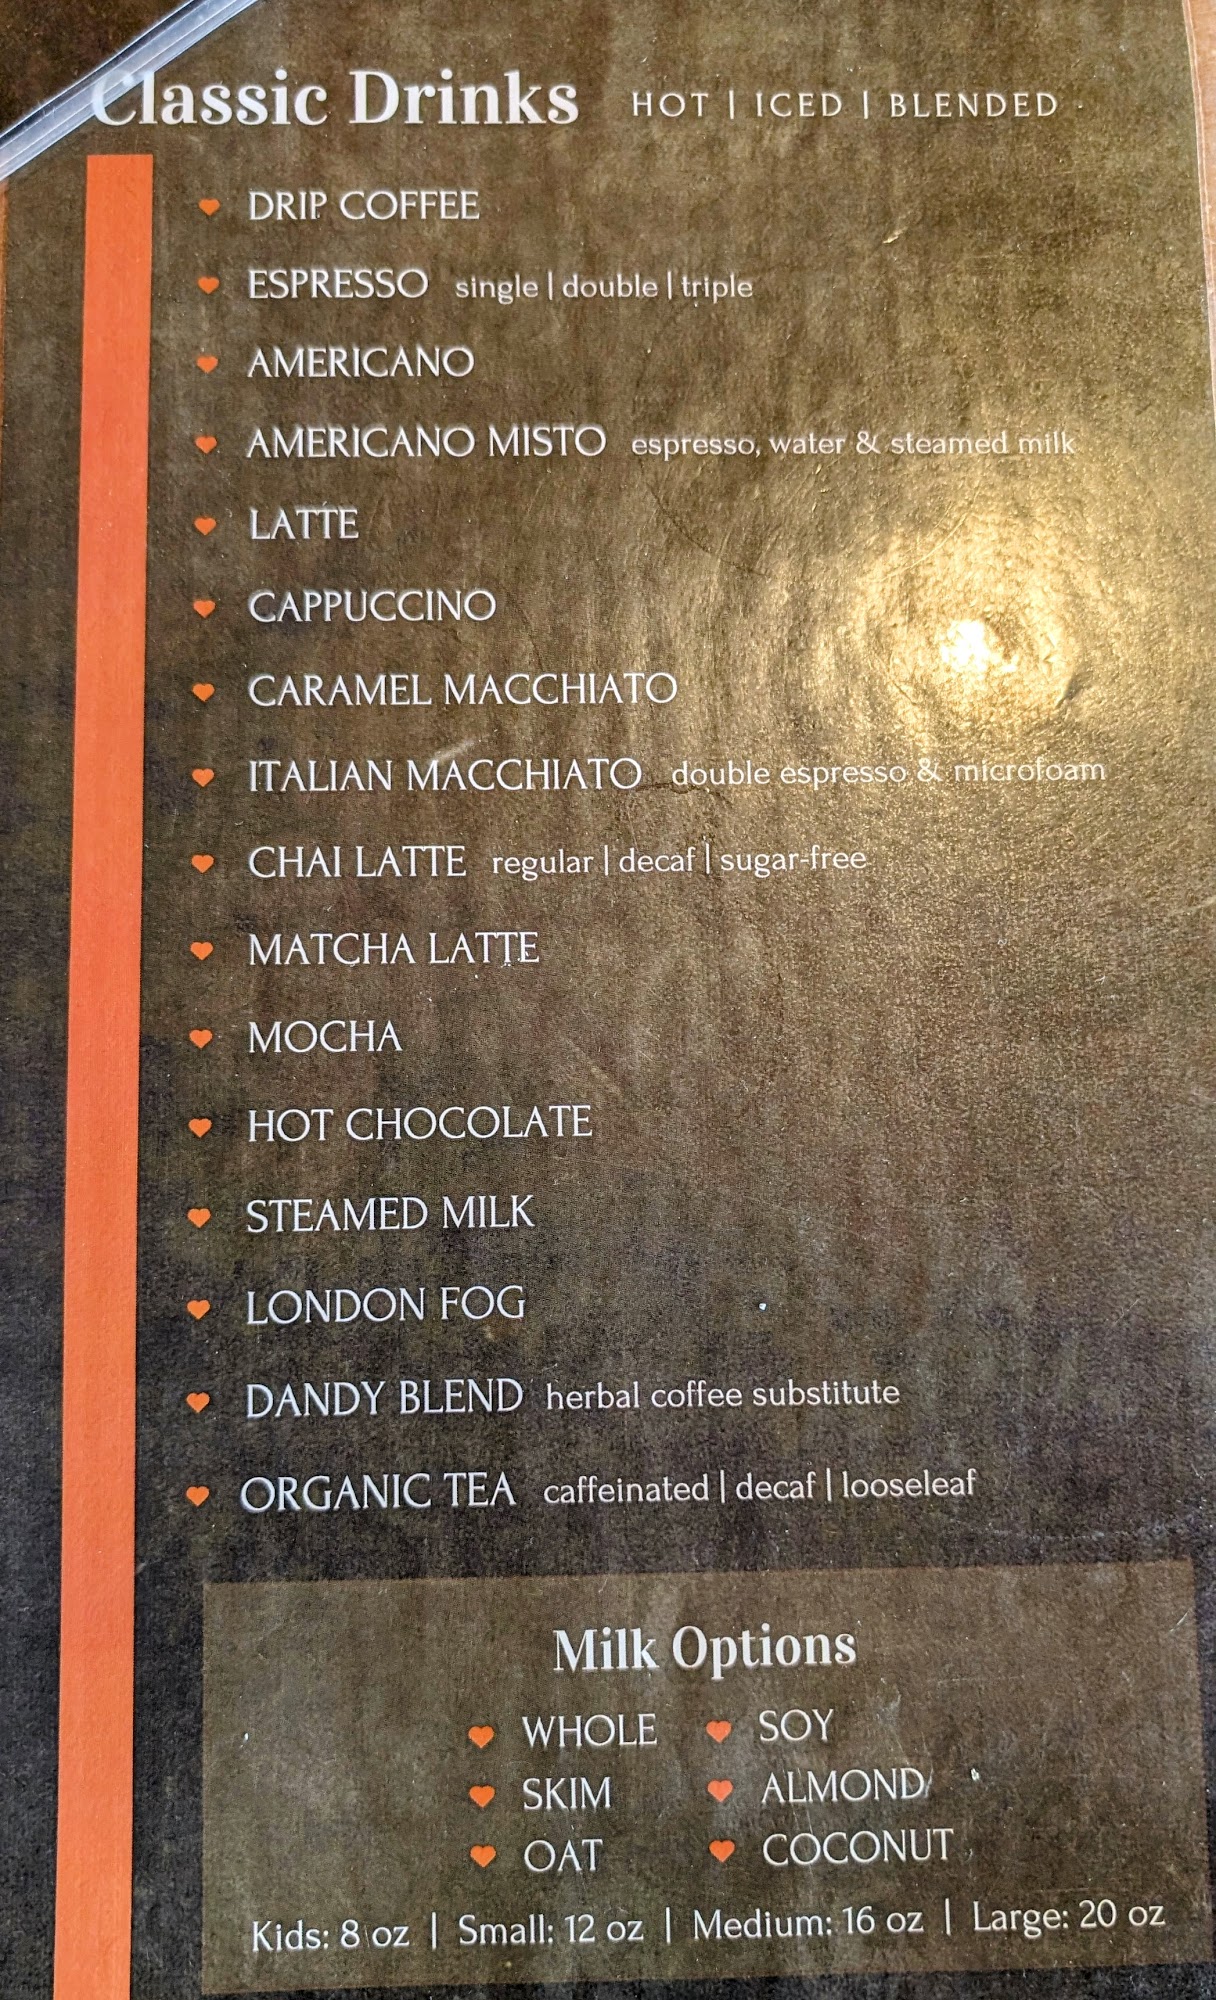 Classic Drinks HOT | ICED | BLENDED
DRIP COFFEE
ESPRESSO single | double | triple
AMERICANO
AMERICANO MISTO espresso, water & steamed milk
LATTE
CAPPUCCINO
CARAMEL MACCHIATO
ITALIAN MACCHIATO double espresso & microfoam
CHAI LATTE regular | decaf | sugar-free
MATCHA LATTE
MOCHA
HOT CHOCOLATE
STEAMED MILK
LONDON FOG
DANDY BLEND herbal coffee substitute
ORGANIC TEA caffeinated | decaf | looseleaf
Milk Options
WHOLE SOY
SKIM ALMOND
OAT COCONUT
Kids: 8 oz | Small: 12 oz | Medium: 16 oz | Large: 20 oz